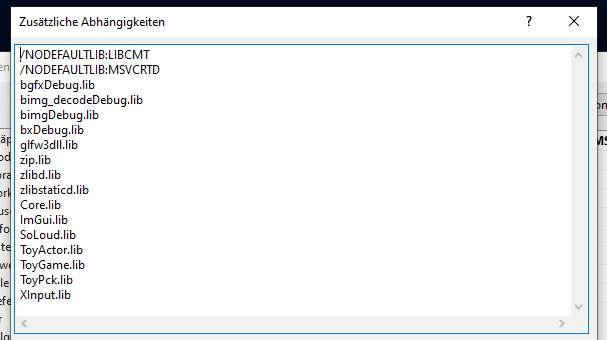 Zusätzliche Abhängigkeiten
/NODEFAULTLIB:LIBCMT
/NODEFAULTLIB:MSVCRTD
bgfxDebug.lib
bimg_decodeDebug.lib
bimgDebug.lib
bxDebug.lib
glfw3dll.lib
zip.lib
zlibd.lib
zlibstaticd.lib
Core.lib
ImGui.lib
SoLoud.lib
ToyActor.lib
ToyGame.lib
ToyPck.lib
XInput.lib